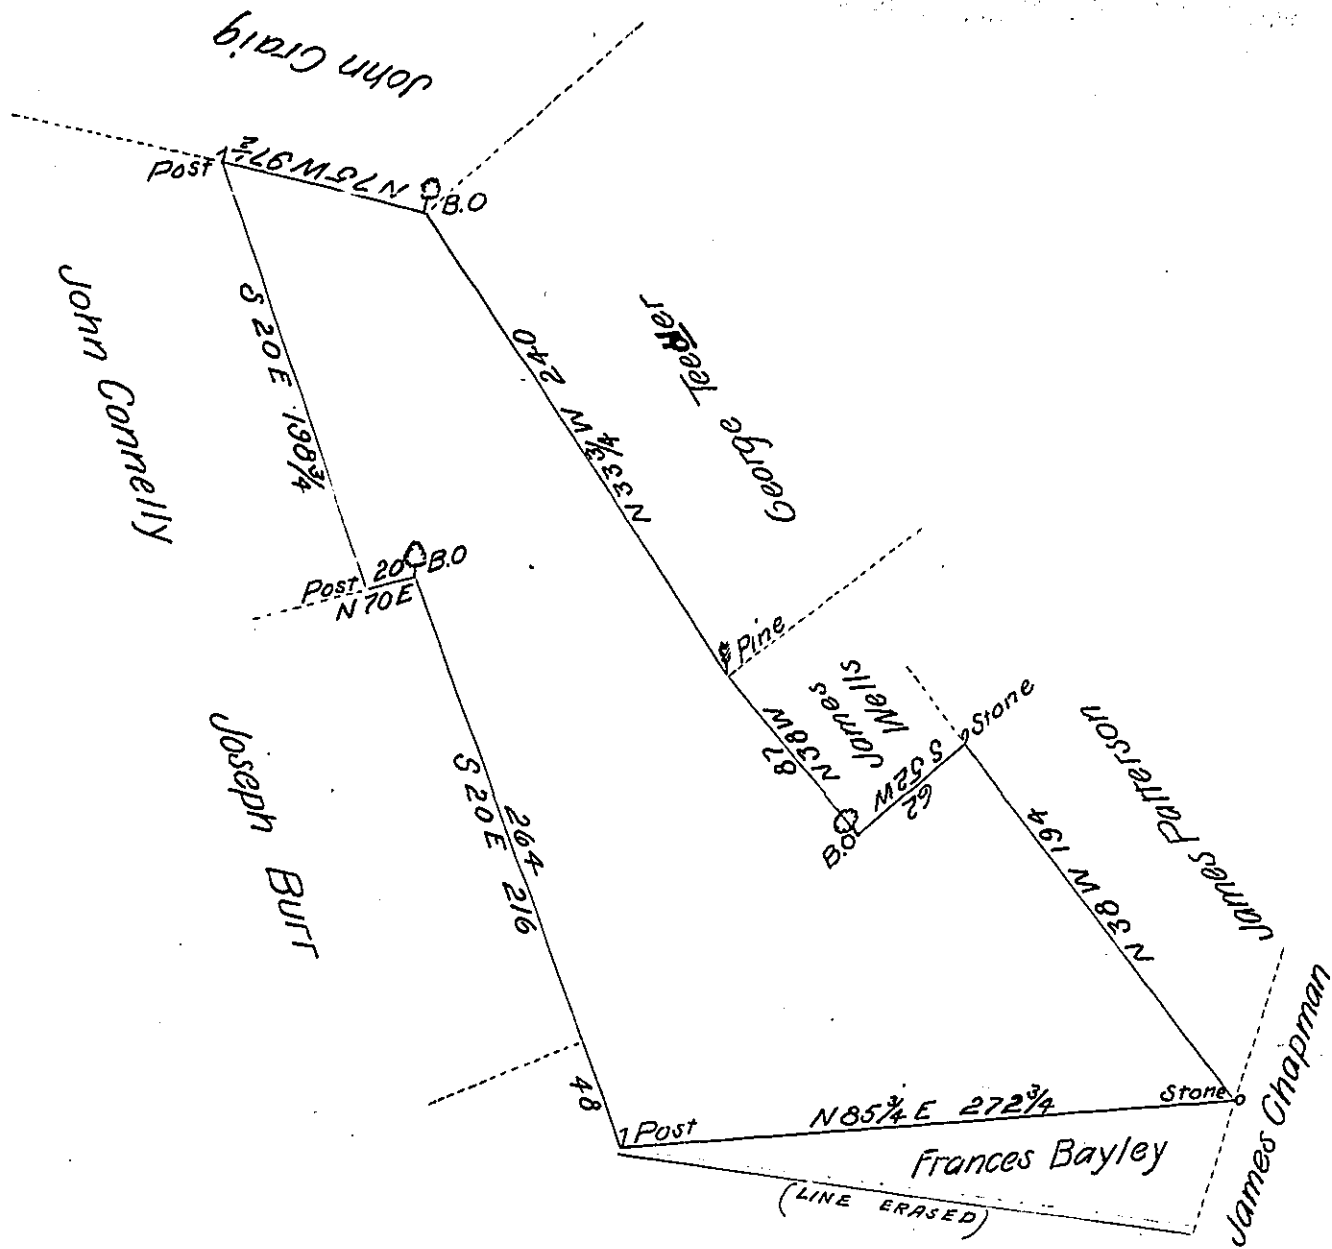 John Craig
Post
N 75 W 97½
B.O
John Connelly
S 20 E 198¾
N 33¾ W 240
George
Post 20 B.O
N 70 E
Pine
James
Wells
N 38 W
87
B.O
S 52 W
62
Stone
James Patterson
N 38 W 194
Joseph Burr
264
S 20 E 216
48
Post
N 85¾ E 272¾
Stone
Frances Bayley
(LINE ERASED)
James Chapman